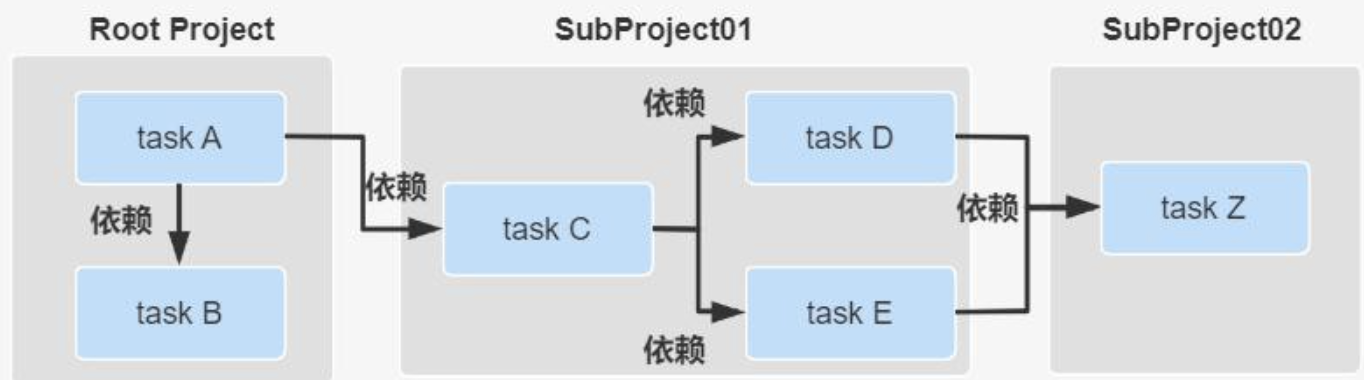 Root Project
SubProject01
SubProject02
task A
依赖
task B
依赖
task C
依赖
task D
依赖
task E
依赖
task Z